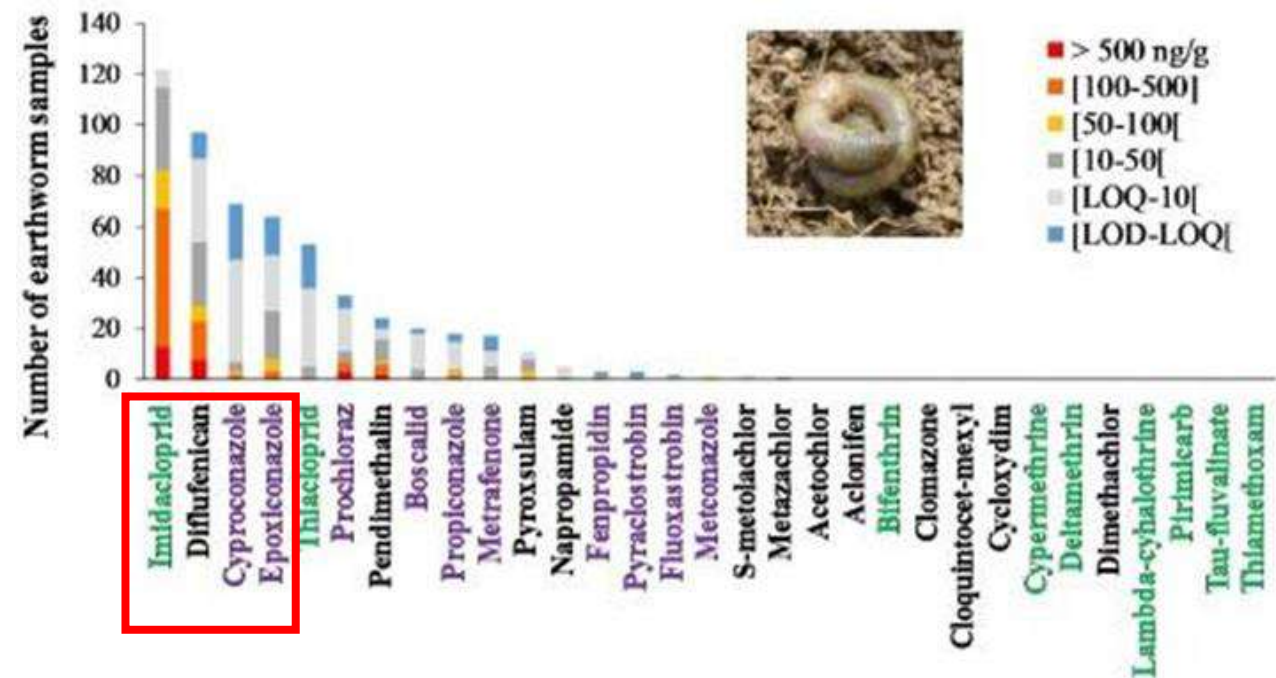 Number of earthworm samples
140
120
100
80
60
40
20
0
> 500 ng/g
[100-500]
[50-100[
[10-50[
[LOQ-10[
[LOD-LOQ[
Imidacloprid
Diflufenican
Cyproconazole
Epoxiconazole
Thiacloprid
Prochloraz
Pendimethalin
Boscalid
Propiconazole
Metrafenone
Pyroxsulam
Napropamide
Fenpropidin
Pyraclostrobin
Fluoxastrobin
Metconazole
S-metolachlor
Metazachlor
Acetochlor
Aclonifen
Bifenthrin
Clomazone
Cloquintocet-mexyl
Cycloxydim
Cypermethrine
Deltamethrin
Dimethachlor
Lambda-cyhalothrine
Pirimicarb
Tau-fluvalinate
Thiamethoxam